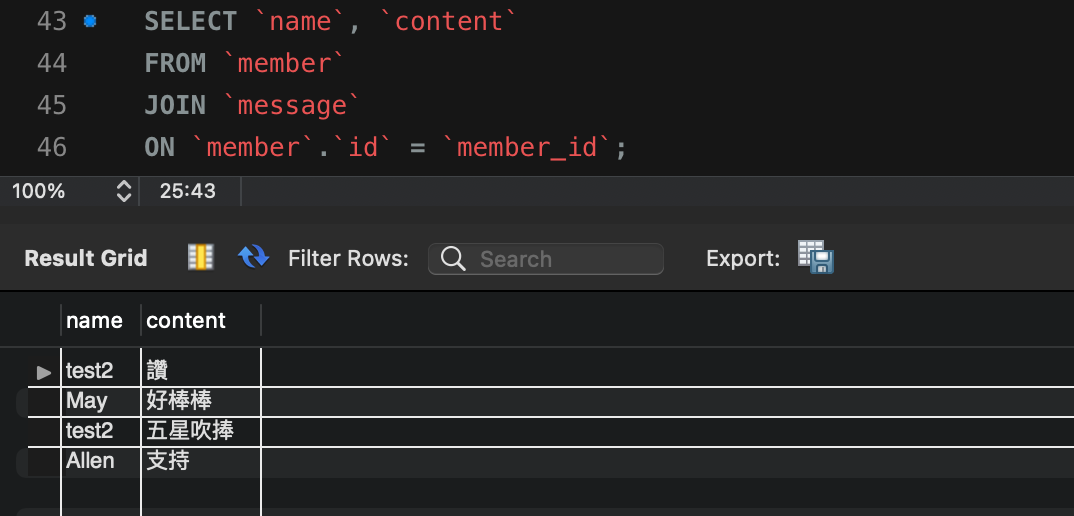 43 SELECT `name`, `content`
44 FROM `member`
45 JOIN `message`
46 ON `member`.`id` = `member_id`;
100% 25:43
Result Grid Filter Rows: Search Export:
name content
test2 讚
May 好棒棒
test2 五星吹捧
Allen 支持